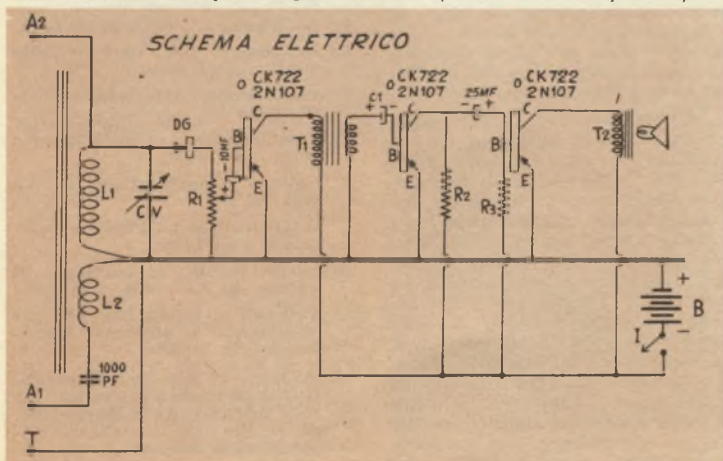 A2
SCHEMA ELETTRICO
O CK722
2N107
O CK722
2N107
O CK722
2N107
DG
B
C
E
+ -10MF
R1
L1
CV
T1
+ C1 -
B
C
E
R2
25MF
- +
B
C
E
R3
T2
L2
1000
PF
A1
T
+
B
-
I